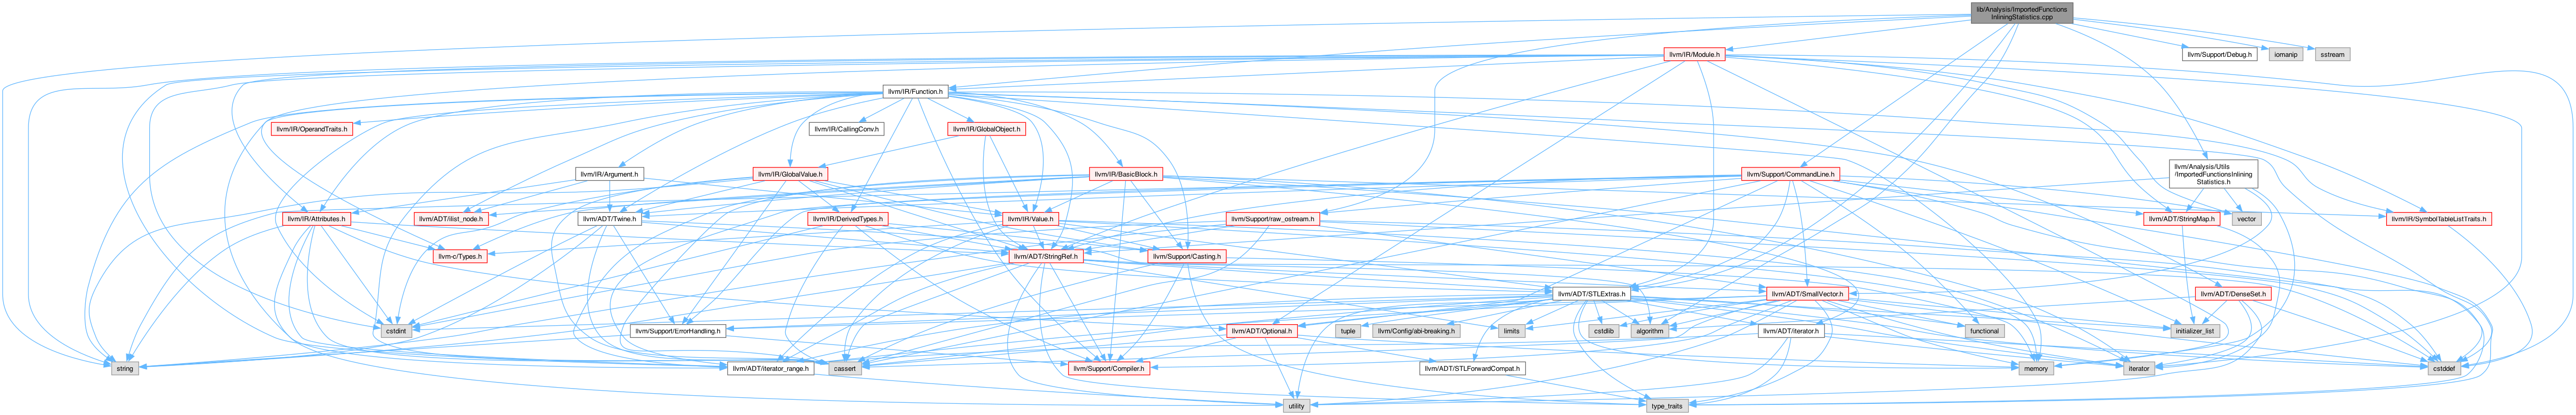 lib/Analysis/ImportedFunctions
InliningStatistics.cpp
llvm/IR/Module.h
llvm/Support/Debug.h
iomanip
sstream
llvm/IR/Function.h
llvm/IR/OperandTraits.h
llvm/IR/CallingConv.h
llvm/IR/GlobalObject.h
llvm/IR/Argument.h
llvm/IR/GlobalValue.h
llvm/IR/BasicBlock.h
llvm/Support/CommandLine.h
llvm/Analysis/Utils
/ImportedFunctionsInlining
Statistics.h
llvm/IR/Attributes.h
llvm/ADT/ilist_node.h
llvm/ADT/Twine.h
llvm/IR/DerivedTypes.h
llvm/IR/Value.h
llvm/Support/raw_ostream.h
llvm/ADT/StringMap.h
vector
llvm/IR/SymbolTableListTraits.h
llvm-c/Types.h
llvm/ADT/StringRef.h
llvm/Support/Casting.h
llvm/ADT/STLExtras.h
llvm/ADT/SmallVector.h
llvm/ADT/DenseSet.h
cstdint
llvm/Support/ErrorHandling.h
llvm/ADT/Optional.h
tuple
llvm/Config/abi-breaking.h
limits
cstdlib
algorithm
llvm/ADT/iterator.h
functional
initializer_list
string
llvm/ADT/iterator_range.h
cassert
llvm/Support/Compiler.h
llvm/ADT/STLForwardCompat.h
memory
iterator
cstddef
utility
type_traits